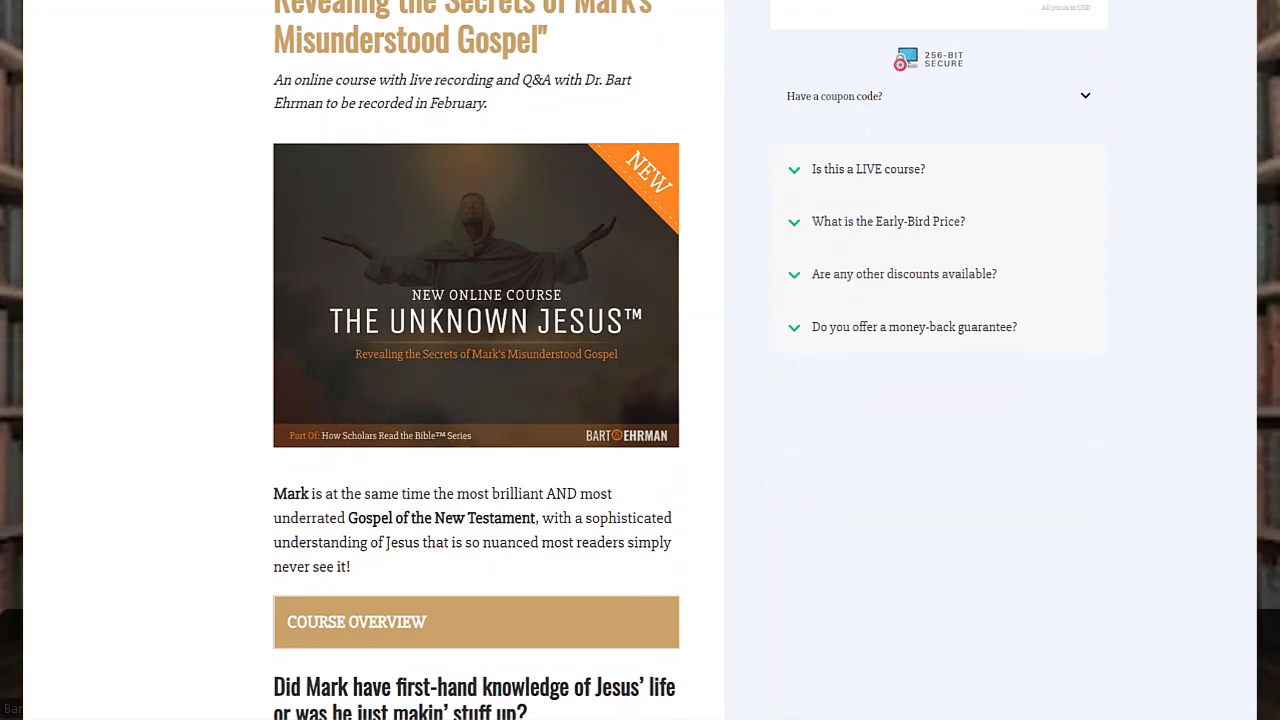 Revealing the Secrets of Mark's
Misunderstood Gospel"
An online course with live recording and Q&A with Dr. Bart
Ehrman to be recorded in February.
NEW
NEW ONLINE COURSE
THE UNKNOWN JESUS™
Revealing the Secrets of Mark's Misunderstood Gospel
Part Of: How Scholars Read the Bible™ Series
BART EHRMAN
Mark is at the same time the most brilliant AND most
underrated Gospel of the New Testament, with a sophisticated
understanding of Jesus that is so nuanced most readers simply
never see it!
COURSE OVERVIEW
Did Mark have first-hand knowledge of Jesus’ life
or was he just makin’ stuff up?
All prices in USD
256-BIT
SECURE
Have a coupon code?
Is this a LIVE course?
What is the Early-Bird Price?
Are any other discounts available?
Do you offer a money-back guarantee?
Bar